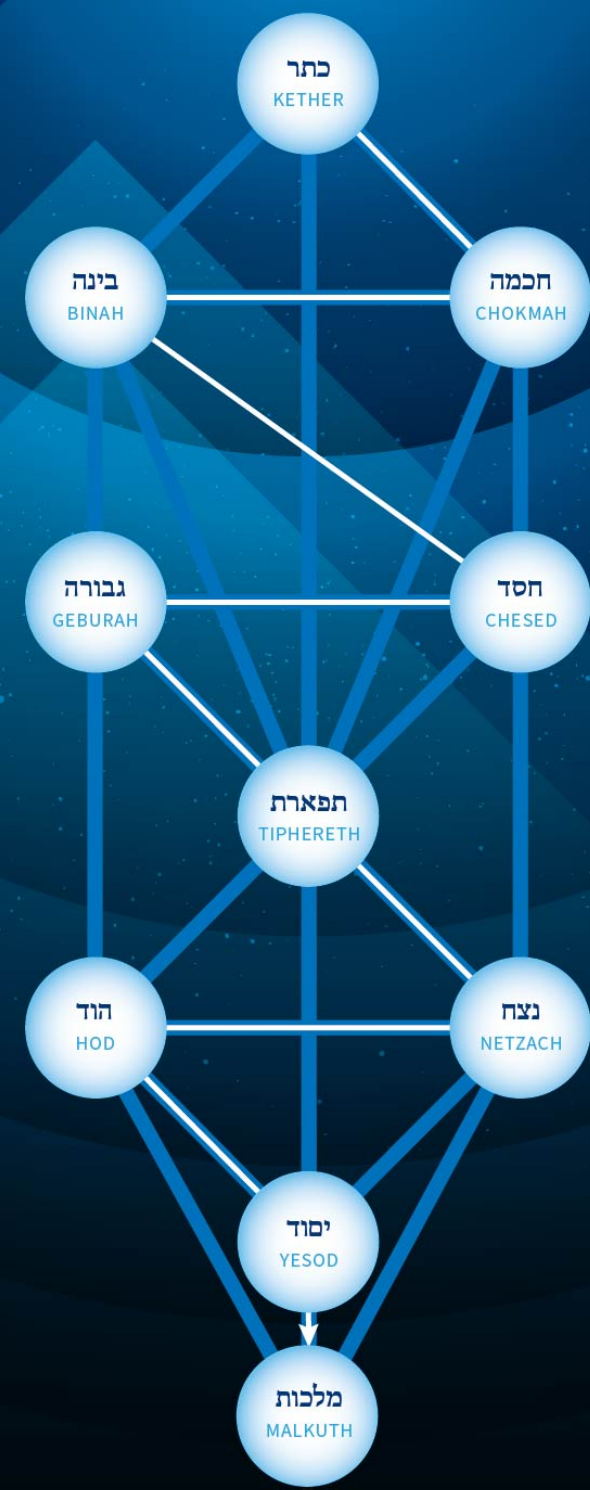 כתר
KETHER
בינה
BINAH
חכמה
CHOKMAH
גבורה
GEBURAH
חסד
CHESED
תפארת
TIPHERETH
הוד
HOD
נצח
NETZACH
יסוד
YESOD
מלכות
MALKUTH